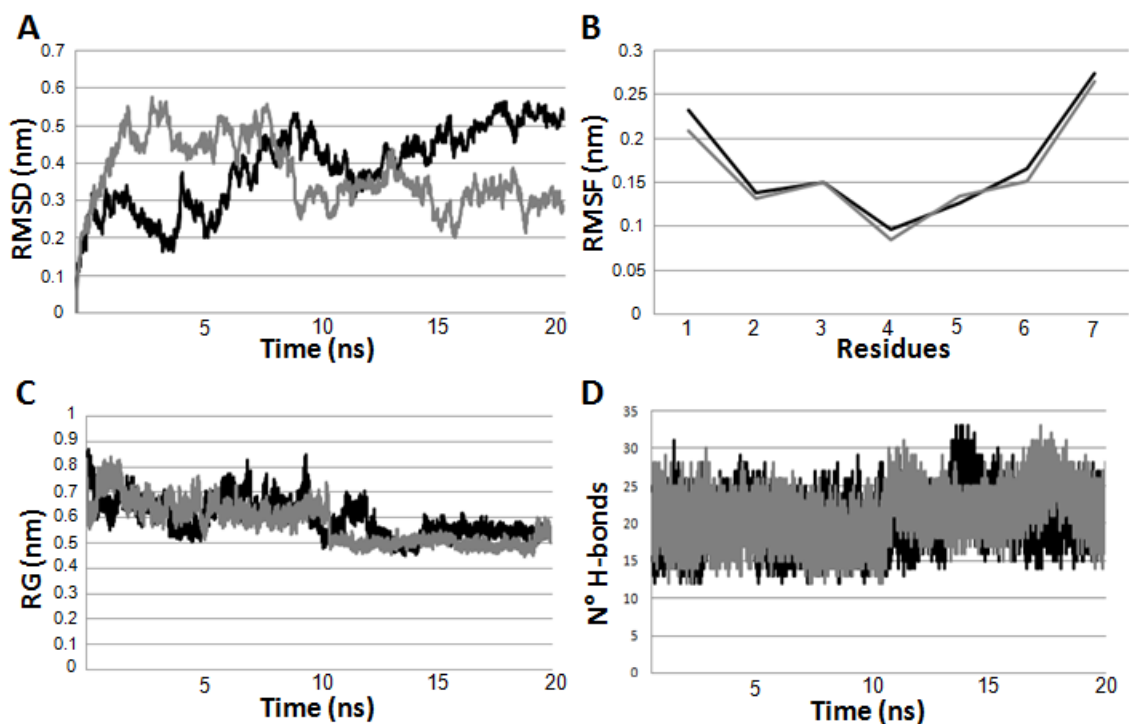 A
0.7
0.6
0.5
0.4
0.3
0.2
0.1
0
RMSD (nm)
5 10 15 20
Time (ns)
B
0.3
0.25
0.2
0.15
0.1
0.05
0
RMSF (nm)
1 2 3 4 5 6 7
Residues
C
1
0.9
0.8
0.7
0.6
0.5
0.4
0.3
0.2
0.1
0
RG (nm)
5 10 15 20
Time (ns)
D
35
30
25
20
15
10
5
0
N° H-bonds
5 10 15 20
Time (ns)